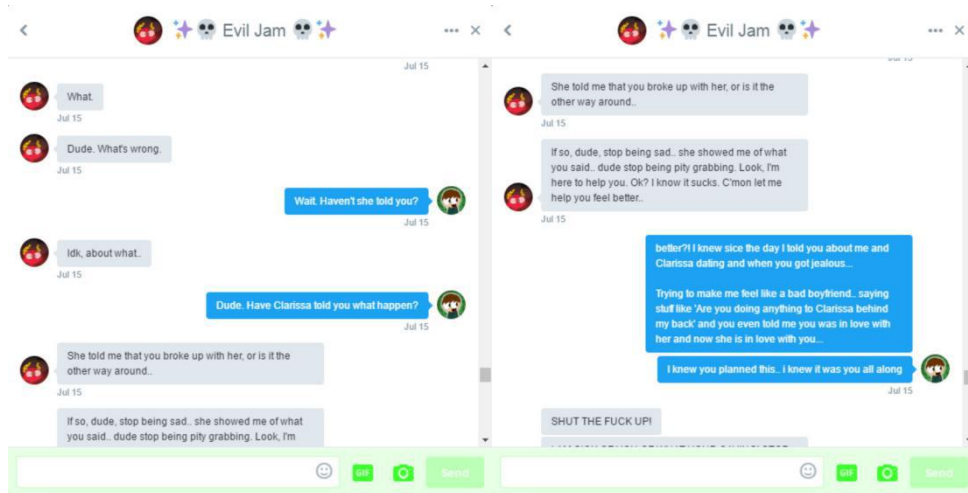 Evil Jam
Jul 15
What.
Jul 15
Dude. What's wrong.
Jul 15
Wait. Haven't she told you?
Jul 15
Idk, about what..
Jul 15
Dude. Have Clarissa told you what happen?
Jul 15
She told me that you broke up with her, or is it the
other way around..
Jul 15
If so, dude, stop being sad.. she showed me of what
you said.. dude stop being pity grabbing. Look, I'm
GIF
Send
Evil Jam
Jul 15
She told me that you broke up with her, or is it the
other way around..
Jul 15
If so, dude, stop being sad.. she showed me of what
you said.. dude stop being pity grabbing. Look, I'm
here to help you. Ok? I know it sucks. C'mon let me
help you feel better..
Jul 15
better?! I knew sice the day I told you about me and
Clarissa dating and when you got jealous...
Trying to make me feel like a bad boyfriend.. saying
stuf like 'Are you doing anything to Clarissa behind
my back' and you even told me you was in love with
her and now she is in love with you...
I knew you planned this.. i knew it was you all along
Jul 15
SHUT THE FUCK UP!
GIF
Send